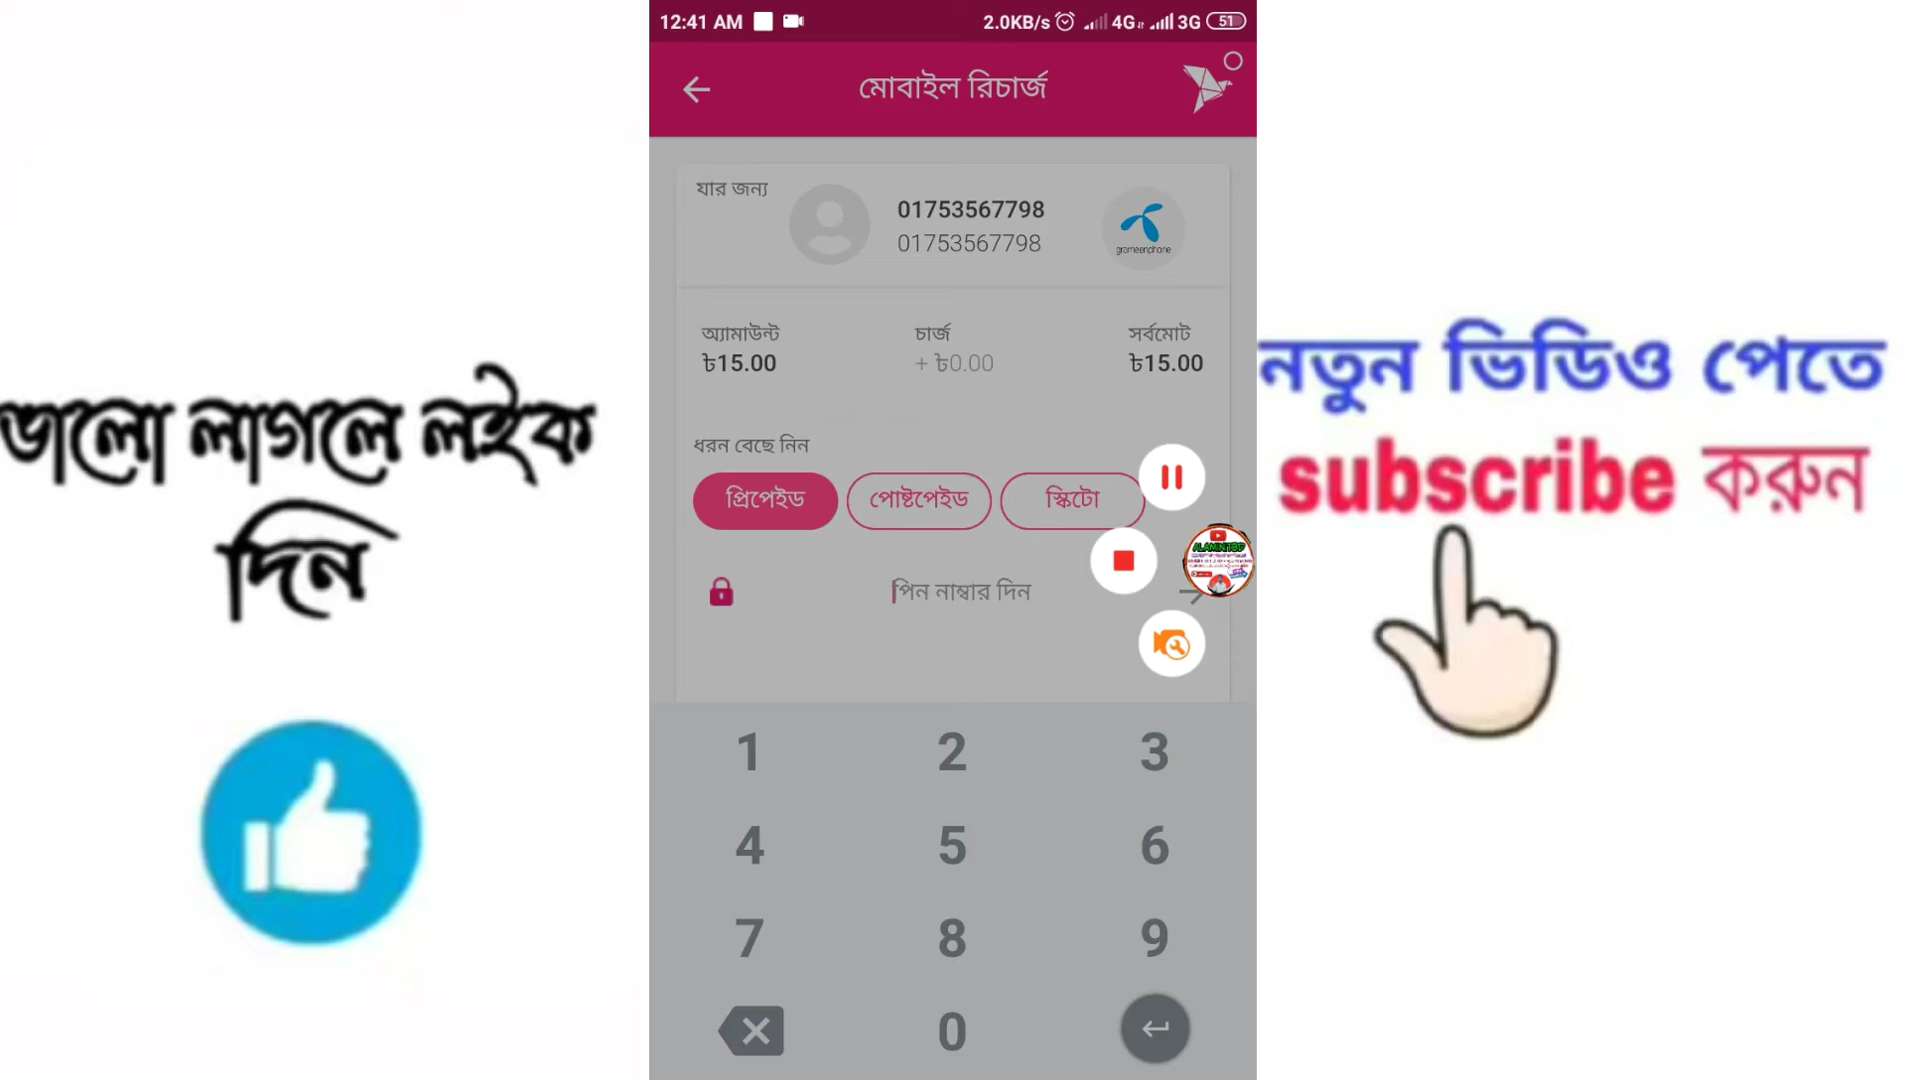 12:41 AM 2.0KB/s 4G 3G 51
মোবাইল রিচার্জ
যার জন্য
01753567798
01753567798
grameenphone
অ্যামাউন্ট চার্জ সর্বমোট
৳15.00 + ৳0.00 ৳15.00
ধরন বেছে নিন
প্রিপেইড পোষ্টপেইড স্কিটো
পিন নাম্বার দিন
1 2 3
4 5 6
7 8 9
0
ভালো লাগলে লইক
দিন
নতুন ভিডিও পেতে
subscribe করুন